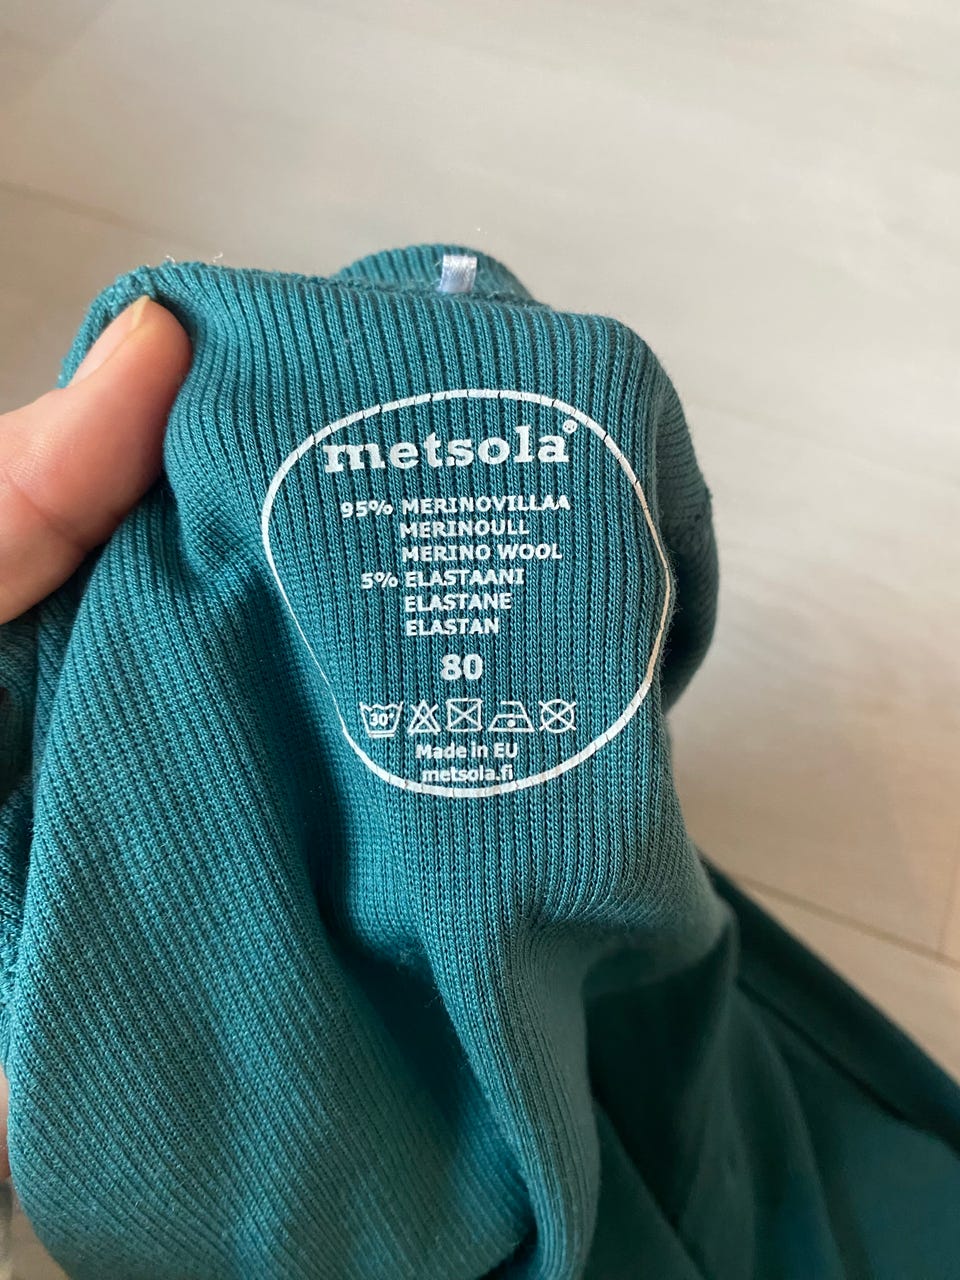 metsola®
95% MERINOVILLAA
MERINOULL
MERINO WOOL
5% ELASTAANI
ELASTANE
ELASTAN
80
30°
Made in EU
metsola.fi